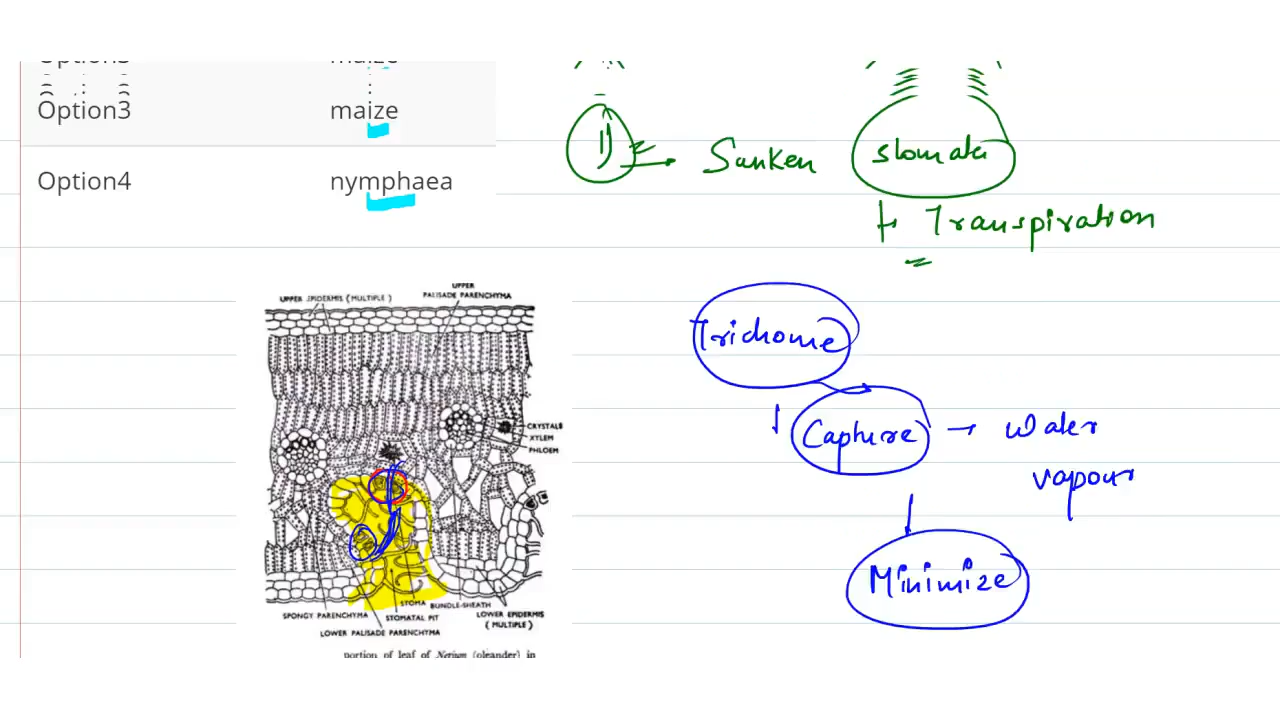 Option3 maize
Option4 nymphaea
Sunken stomata
Transpiration
UPPER EPIDERMIS (MULTIPLE)
UPPER
PALISADE PARENCHYMA
Trichome
Capture → water
vapour
Minimize
CRYSTALS
XYLEM
PHLOEM
STOMA
BUNDLE-SHEATH
SPONGY PARENCHYMA
STOMATAL PIT
LOWER EPIDERMIS
(MULTIPLE)
LOWER PALISADE PARENCHYMA
portion of leaf of Nerium (oleander) in